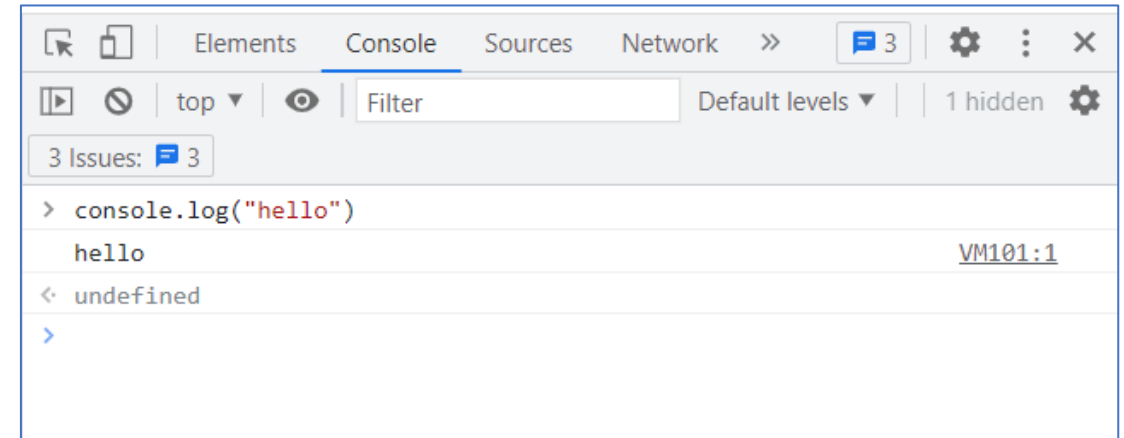 Elements Console Sources Network » 3
top ▼ Filter Default levels ▼ 1 hidden
3 Issues: 3
> console.log("hello")
hello VM101:1
undefined
>